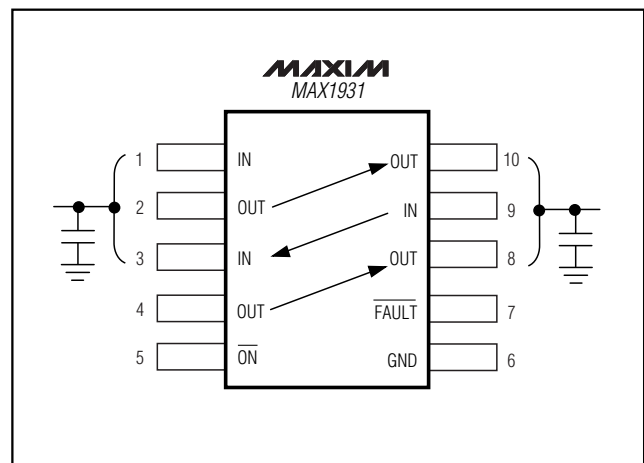 MAXIM
MAX1931
1 IN OUT 10
2 OUT IN 9
3 IN OUT 8
4 OUT FAULT 7
5 ON GND 6